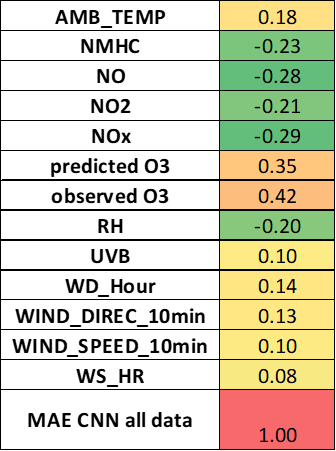 AMB_TEMP 0.18
NMHC -0.23
NO -0.28
NO2 -0.21
NOx -0.29
predicted O3 0.35
observed O3 0.42
RH -0.20
UVB 0.10
WD_Hour 0.14
WIND_DIREC_10min 0.13
WIND_SPEED_10min 0.10
WS_HR 0.08
MAE CNN all data 1.00